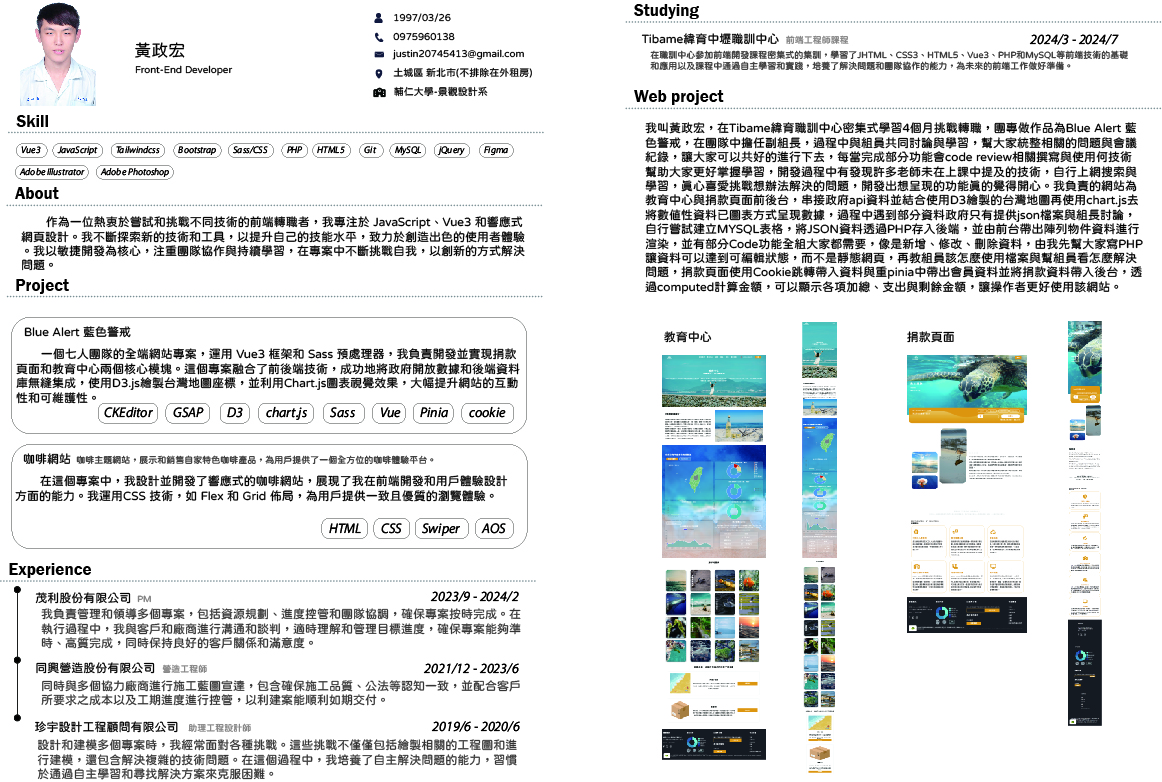 黃政宏
Front-End Developer
1997/03/26
0975960138
justin20745413@gmail.com
土城區 新北市(不排除在外租房)
輔仁大學-景觀設計系
Skill
Vue3 JavaScript Tailwindcss Bootstrap Sass/CSS PHP HTML5 Git MySQL jQuery Figma
Adobe Illustrator Adobe Photoshop
About
作為一位熱衷於嘗試和挑戰不同技術的前端轉職者，我專注於 JavaScript、Vue3 和響應式
網頁設計。我不斷探索新的技術和工具，以提升自己的技能水平，致力於創造出色的使用者體驗
。我以敏捷開發為核心，注重團隊協作與持續學習，在專案中不斷挑戰自我，以創新的方式解決
問題。
Project
Blue Alert 藍色警戒
一個七人團隊的全端網站專案，運用 Vue3 框架和 Sass 預處理器，我負責開發並實現捐款
頁面和教育中心兩個核心模塊。這個專案融合了前後端技術，成功地將政府開放數據和後端資料
庫無縫集成，使用D3.js繪製台灣地圖座標，並利用Chart.js圖表視覺效果，大幅提升網站的互動
性和可維護性。
CKEditor GSAP D3 chart.js Sass Vue Pinia cookie
咖啡網站 咖啡主題網站，展示和銷售自家特色咖啡產品，為用戶提供了一個全方位的咖啡體驗平台。
在這個專案中，我設計並開發了響應式的咖啡網頁，展現了我在前端開發和用戶體驗設計
方面的能力。我運用CSS 技術，如 Flex 和 Grid 佈局，為用戶提供一致且優質的瀏覽體驗。
HTML CSS Swiper AOS
Experience
茂利股份有限公司 PM 2023/9 - 2024/2
我負責管理和領導多個專案，包括專案規劃、進度控管和團隊協調，確保專案按時完成。在
執行過程中，我與客戶和廠商進行溝通和談判，適時理解和管理目標進度，確保專案能夠準
時、高質完成，同時保持良好的客戶關係和滿意度。
同興營造股份有限公司 營造工程師 2021/12 - 2023/6
同時與多個協力廠商進行施工藍圖宣達，包含確保施工品質、公法等認知一致，並配合客戶
所要求之成本以及工期進度進行控管，以利建案能順利如期交付。
珍宇設計工程顧問有限公司 助理工程設計師 2019/6 - 2020/6
設計和建模多個專案時，我經常面對各種挑戰。這些挑戰不僅僅包括繪製相關的工程圖和進
，還包括解決複雜的技術問題。在這個過程中，我培養了自主解決問題的能力，習慣
於通過自主學習和尋找解決方案來克服困難。
Studying
Tibame緯育中壢職訓中心 前端工程師課程 2024/3 - 2024/7
在職訓中心參加前端開發課程密集式的集訓，學習了JHTML、CSS3、HTML5、Vue3、PHP和MySQL等前端技術的基礎
和應用以及課程中通過自主學習和實踐，培養了解決問題和團隊協作的能力，為未來的前端工作做好準備。
Web project
我叫黃政宏，在Tibame緯育職訓中心密集式學習4個月挑戰轉職，團專做作品為Blue Alert 藍
色警戒，在團隊中擔任副組長，過程中與組長共同討論與學習，幫大家統整相關的問題與會議
紀錄，讓大家可以共好的進行下去，每當完成部分功能會code review相關撰寫與使用何技術
幫助大家更好掌握學習，開發過程中有發現許多老師未在上課中提及的技術，自行上網搜索與
學習，真心喜愛挑戰想辦法解決的問題，開發出想呈現的功能真的覺得開心。我負責的網站為
教育中心與捐款頁面前後台，串接政府api資料並結合使用D3繪製的台灣地圖再使用chart.js去
將數值性資料已圖表方式呈現數據，過程中遇到部分資料政府只有提供json檔案與組長討論，
自行嘗試建立MYSQL表格，將JSON資料透過PHP存入後端，並由前台帶出陣列物件資料進行
渲染，並有部分Code功能全組大家都需要，像是新增、修改、刪除資料，由我先幫大家寫PHP
讓資料可以達到可編輯狀態，而不是靜態網頁，再教組員該怎麼使用檔案與幫組員看怎麼解決
問題，捐款頁面使用Cookie跳轉帶入資料與重pinia中帶出會員資料並將捐款資料帶入後台，透
過computed計算金額，可以顯示各項加總、支出與剩餘金額，讓操作者更好使用該網站。
教育中心
捐款頁面